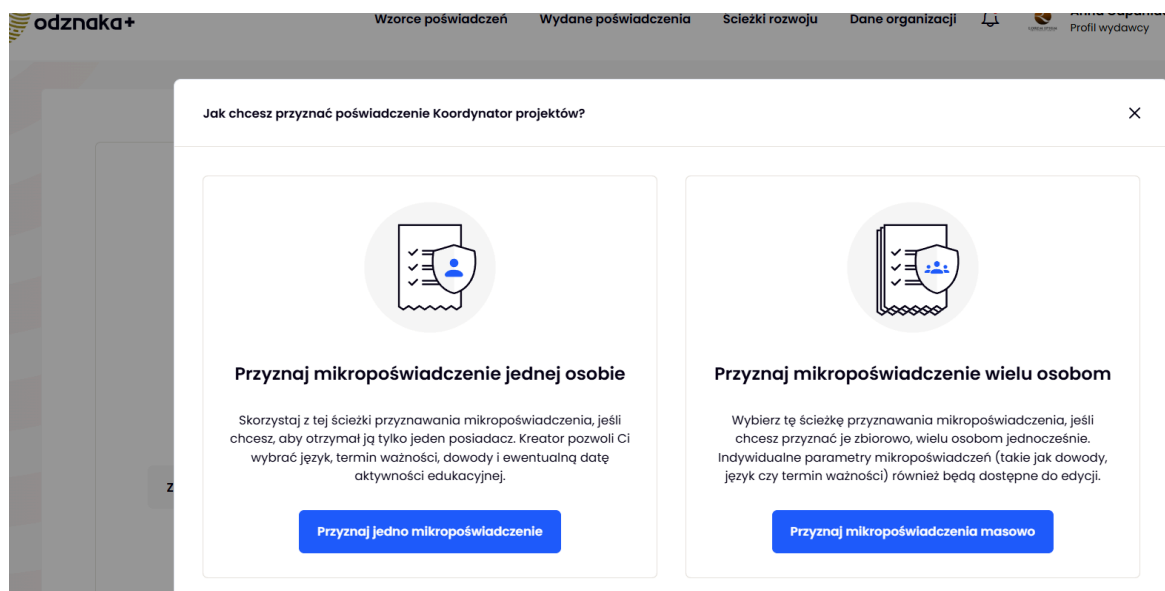 odznaka+
Wzorce poświadczeń Wydane poświadczenia Scieżki rozwoju Dane organizacji
Profil wydawcy
Jak chcesz przyznać poświadczenie Koordynator projektów?
Przyznaj mikropoświadczenie jednej osobie
Skorzystaj z tej ścieżki przyznawania mikropoświadczenia, jeśli
chcesz, aby otrzymał ją tylko jeden posiadacz. Kreator pozwoli Ci
wybrać język, termin ważności, dowody i ewentualną datę
aktywności edukacyjnej.
Przyznaj jedno mikropoświadczenie
Przyznaj mikropoświadczenie wielu osobom
Wybierz tę ścieżkę przyznawania mikropoświadczenia, jeśli
chcesz przyznać je zbiorowo, wielu osobom jednocześnie.
Indywidualne parametry mikropoświadczeń (takie jak dowody,
język czy termin ważności) również będą dostępne do edycji.
Przyznaj mikropoświadczenia masowo